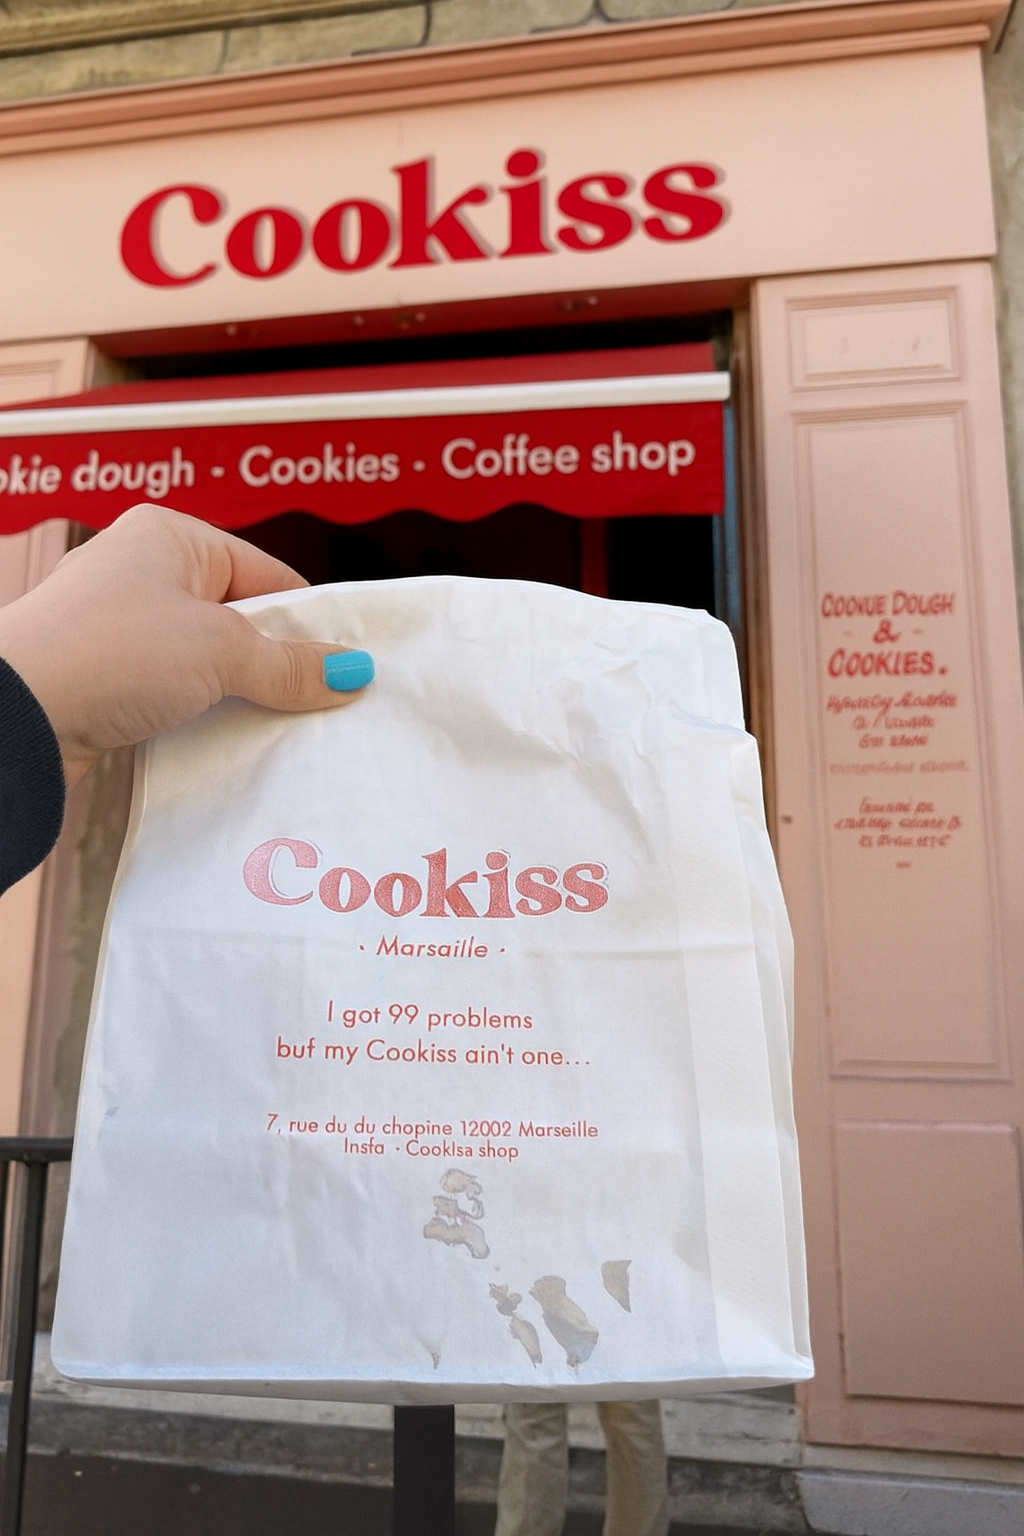 Cookiss
okie dough - Cookies - Coffee shop
COOKIE DOUGH
- & -
COOKIES.
Cookiss
· Marsaille ·
I got 99 problems
buf my Cookiss ain't one...
7, rue du du chopine 12002 Marseille
Insfa · Cooklsa shop